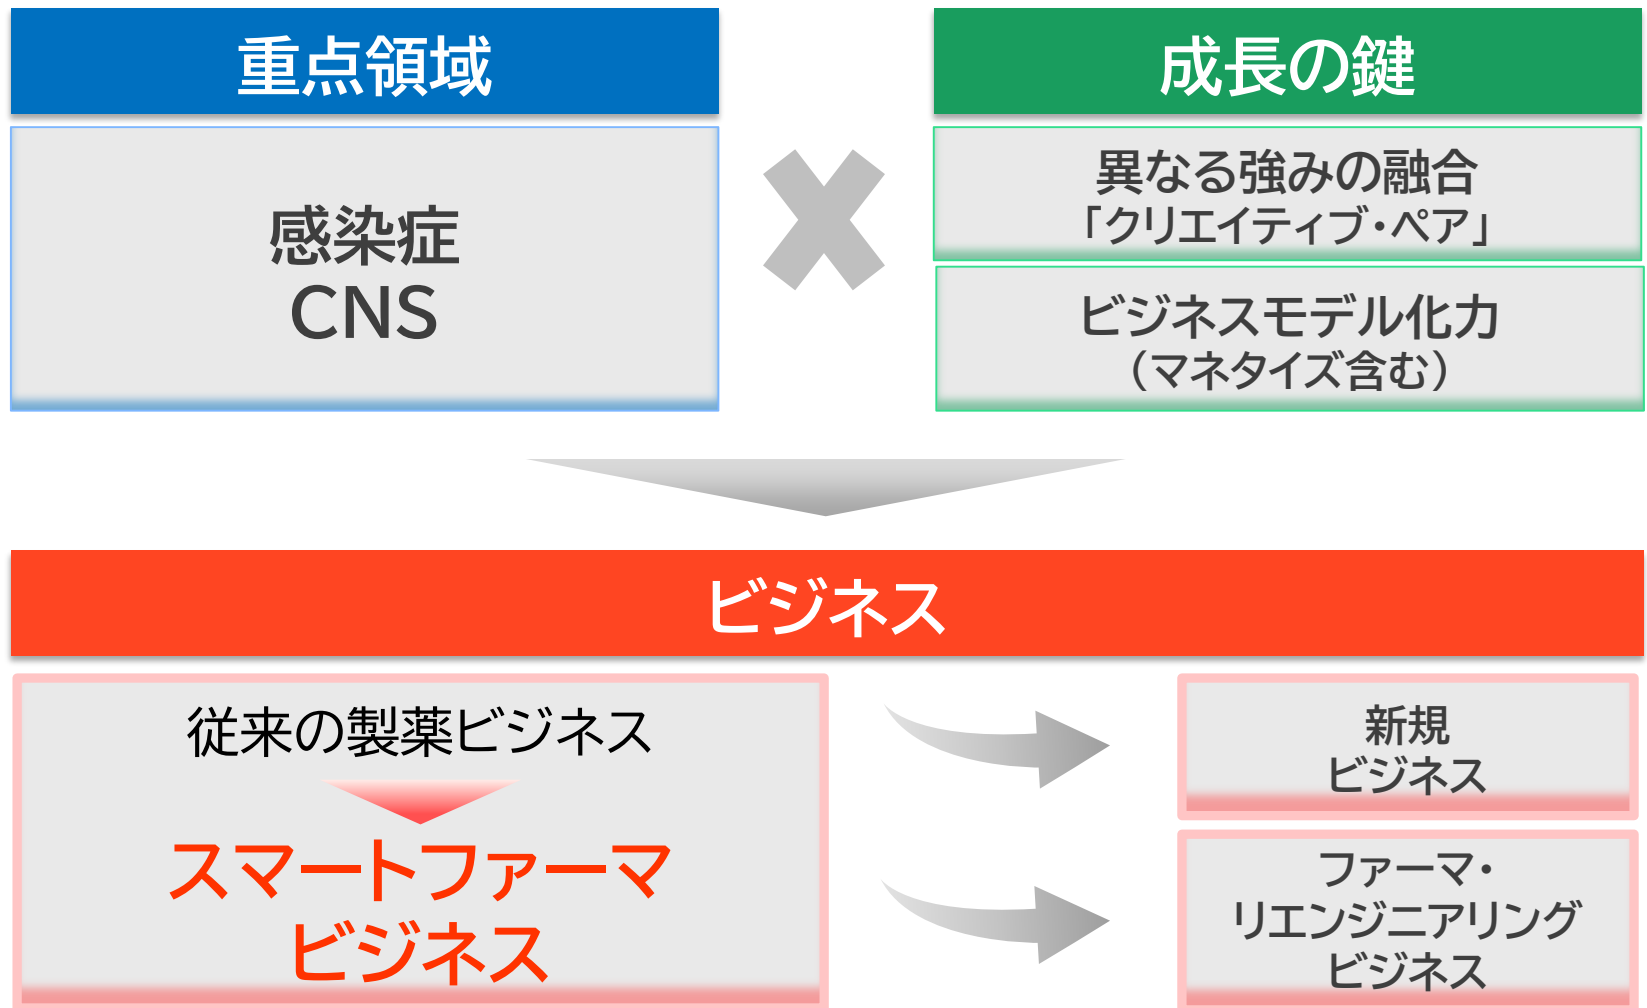 重点領域
感染症
CNS
成長の鍵
異なる強みの融合
「クリエイティブ・ペア」
ビジネスモデル化力
（マネタイズ含む）
ビジネス
従来の製薬ビジネス
スマートファーマ
ビジネス
新規
ビジネス
ファーマ・
リエンジニアリング
ビジネス